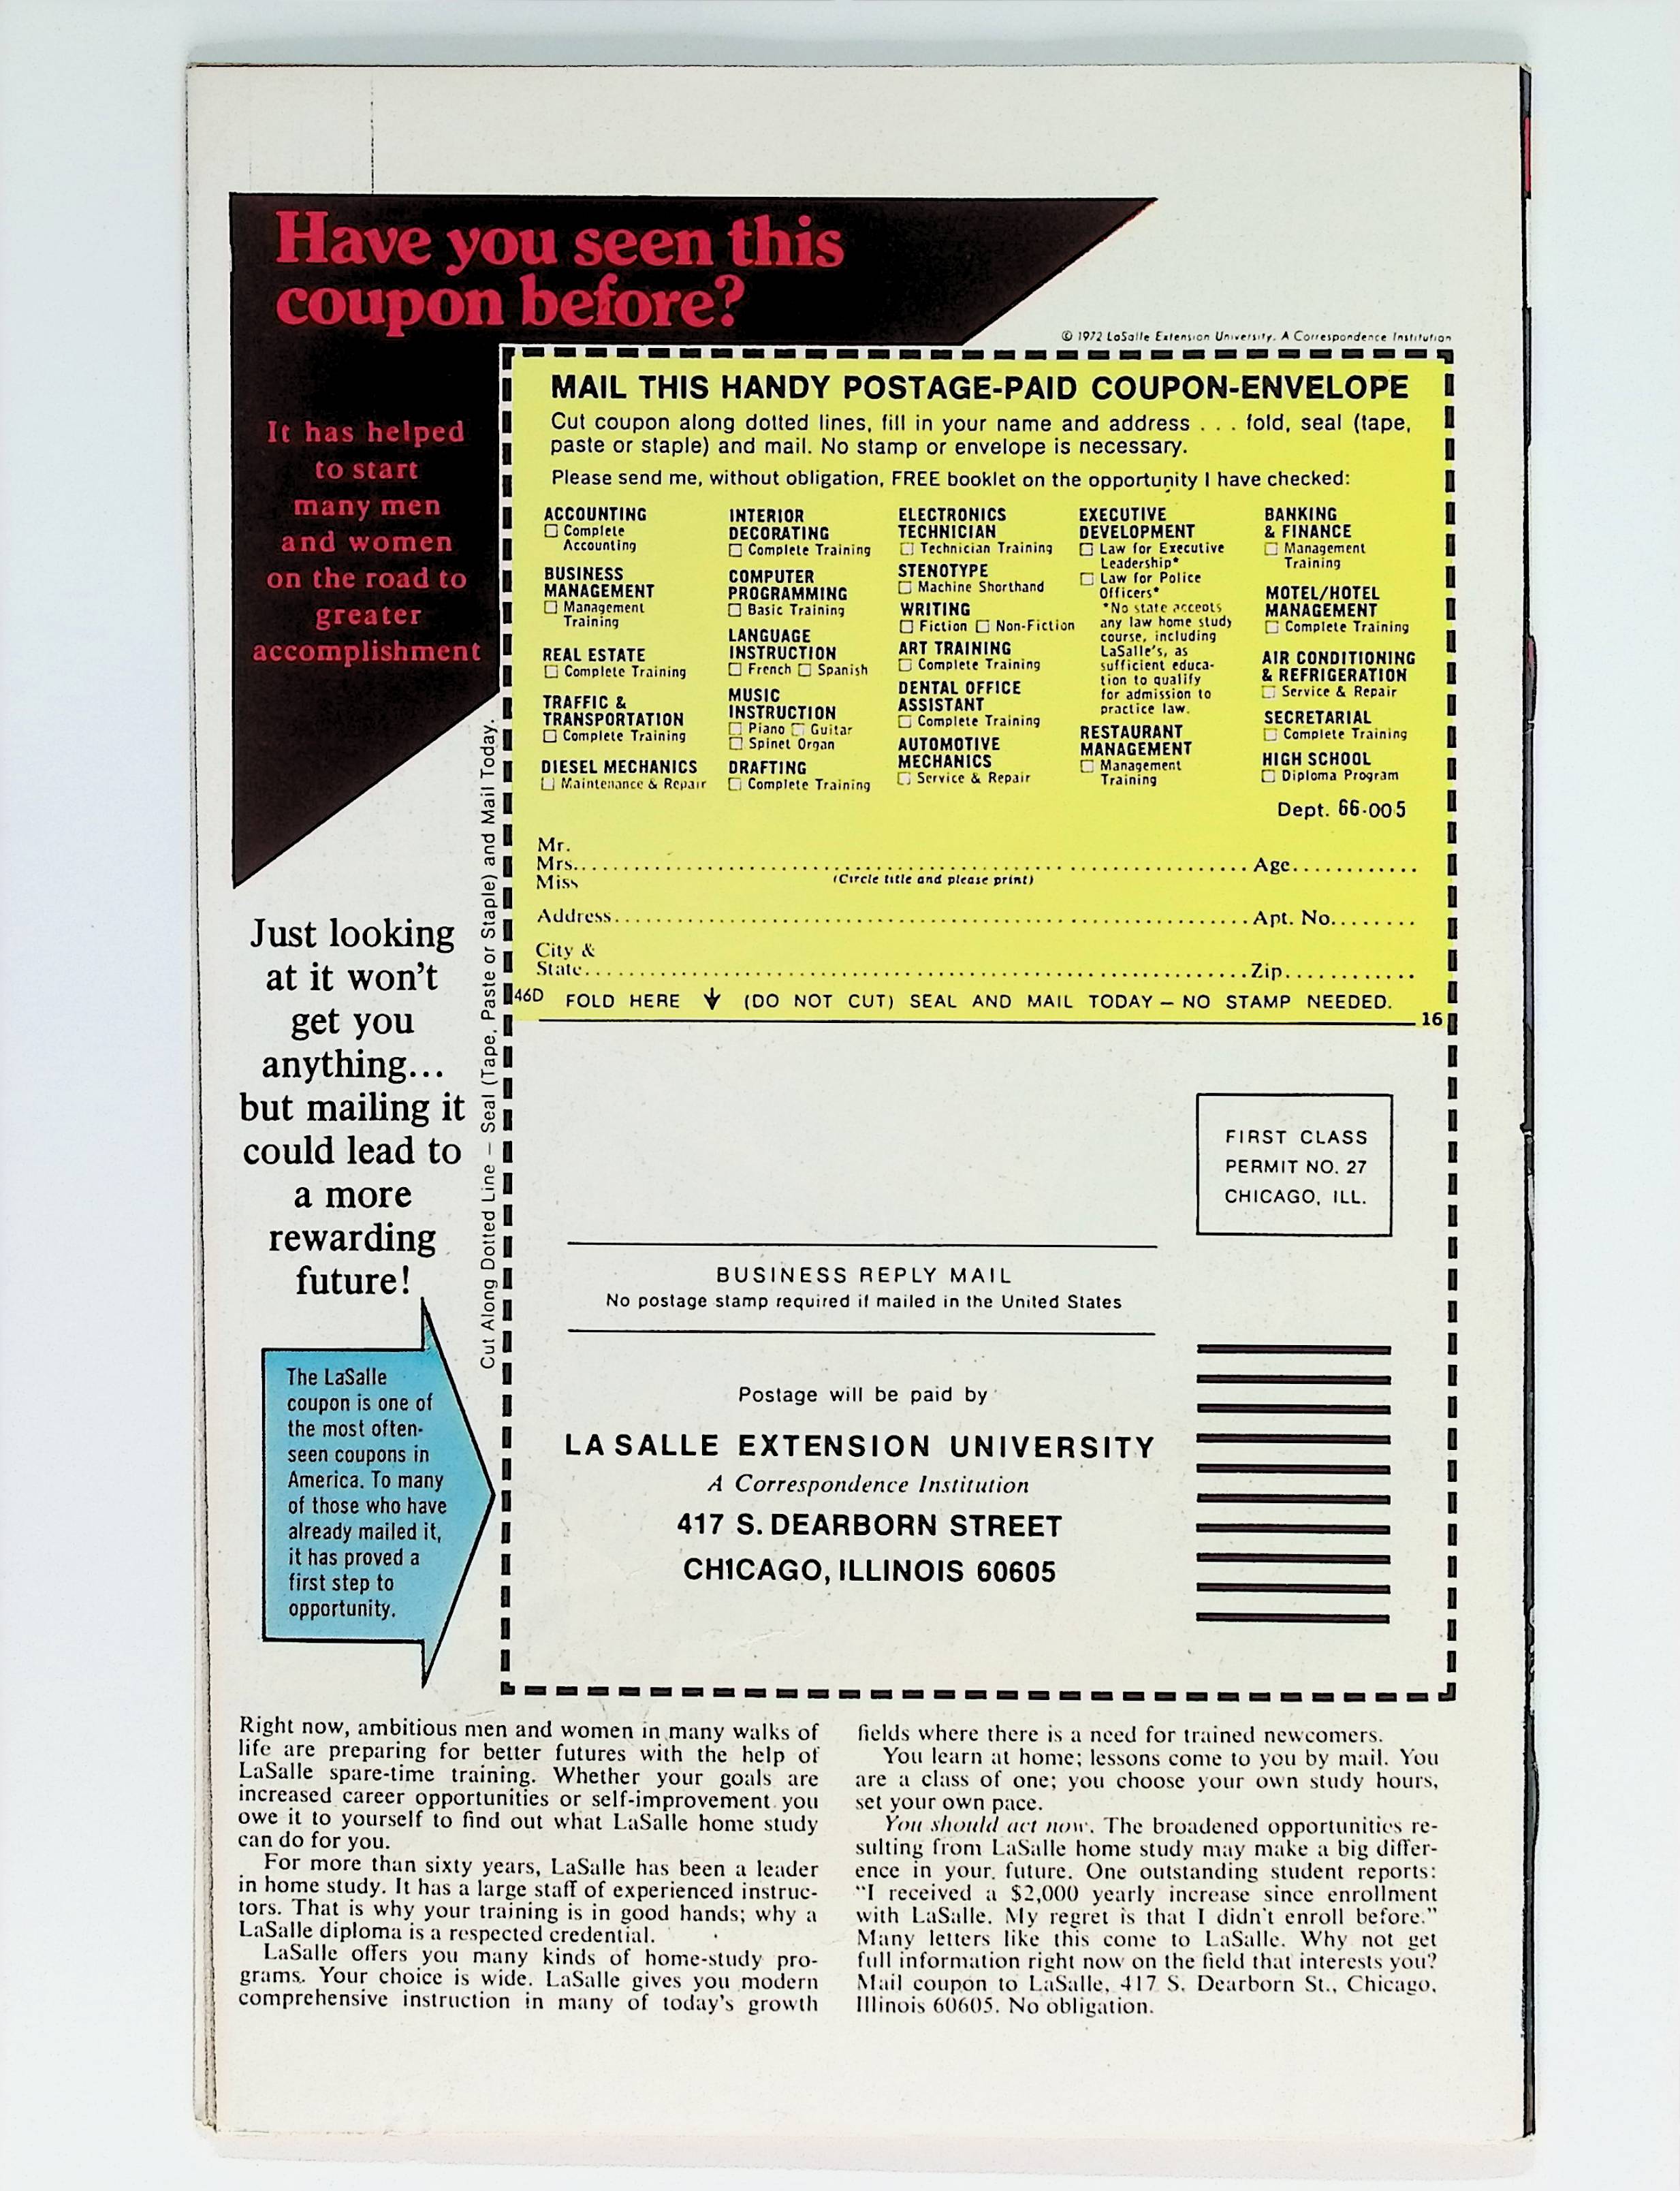 Have you seen this
coupon before?
© 1972 LaSalle Extension University, A Correspondence Institution
It has helped
to start
many men
and women
on the road to
greater
accomplishment
MAIL THIS HANDY POSTAGE-PAID COUPON-ENVELOPE
Cut coupon along dotted lines, fill in your name and address . . . fold, seal (tape,
paste or staple) and mail. No stamp or envelope is necessary.
Please send me, without obligation, FREE booklet on the opportunity I have checked:
ACCOUNTING
☐ Complete
Accounting
BUSINESS
MANAGEMENT
☐ Management
Training
REAL ESTATE
☐ Complete Training
TRAFFIC &
TRANSPORTATION
☐ Complete Training
DIESEL MECHANICS
☐ Maintenance & Repair
INTERIOR
DECORATING
☐ Complete Training
COMPUTER
PROGRAMMING
☐ Basic Training
LANGUAGE
INSTRUCTION
☐ French ☐ Spanish
MUSIC
INSTRUCTION
☐ Piano ☐ Guitar
☐ Spinet Organ
DRAFTING
☐ Complete Training
ELECTRONICS
TECHNICIAN
☐ Technician Training
STENOTYPE
☐ Machine Shorthand
WRITING
☐ Fiction ☐ Non-Fiction
ART TRAINING
☐ Complete Training
DENTAL OFFICE
ASSISTANT
☐ Complete Training
AUTOMOTIVE
MECHANICS
☐ Service & Repair
EXECUTIVE
DEVELOPMENT
☐ Law for Executive
Leadership*
☐ Law for Police
Officers*
*No state accepts
any law home study
course, including
LaSalle's, as
sufficient educa-
tion to qualify
for admission to
practice law.
RESTAURANT
MANAGEMENT
☐ Management
Training
BANKING
& FINANCE
☐ Management
Training
MOTEL/HOTEL
MANAGEMENT
☐ Complete Training
AIR CONDITIONING
& REFRIGERATION
☐ Service & Repair
SECRETARIAL
☐ Complete Training
HIGH SCHOOL
☐ Diploma Program
Dept. 66-005
Mr.
Mrs. Age
Miss (Circle title and please print)
Address Apt. No.
City &
State Zip
46D FOLD HERE ↓ (DO NOT CUT) SEAL AND MAIL TODAY – NO STAMP NEEDED.
16
Cut Along Dotted Line – Seal (Tape, Paste or Staple) and Mail Today.
Just looking
at it won't
get you
anything...
but mailing it
could lead to
a more
rewarding
future!
FIRST CLASS
PERMIT NO. 27
CHICAGO, ILL.
BUSINESS REPLY MAIL
No postage stamp required if mailed in the United States
Postage will be paid by
LA SALLE EXTENSION UNIVERSITY
A Correspondence Institution
417 S. DEARBORN STREET
CHICAGO, ILLINOIS 60605
The LaSalle
coupon is one of
the most often-
seen coupons in
America. To many
of those who have
already mailed it,
it has proved a
first step to
opportunity.
Right now, ambitious men and women in many walks of
life are preparing for better futures with the help of
LaSalle spare-time training. Whether your goals are
increased career opportunities or self-improvement you
owe it to yourself to find out what LaSalle home study
can do for you.
For more than sixty years, LaSalle has been a leader
in home study. It has a large staff of experienced instruc-
tors. That is why your training is in good hands; why a
LaSalle diploma is a respected credential.
LaSalle offers you many kinds of home-study pro-
grams. Your choice is wide. LaSalle gives you modern
comprehensive instruction in many of today's growth
fields where there is a need for trained newcomers.
You learn at home; lessons come to you by mail. You
are a class of one; you choose your own study hours,
set your own pace.
You should act now. The broadened opportunities re-
sulting from LaSalle home study may make a big differ-
ence in your future. One outstanding student reports:
"I received a $2,000 yearly increase since enrollment
with LaSalle. My regret is that I didn't enroll before."
Many letters like this come to LaSalle. Why not get
full information right now on the field that interests you?
Mail coupon to LaSalle, 417 S. Dearborn St., Chicago,
Illinois 60605. No obligation.